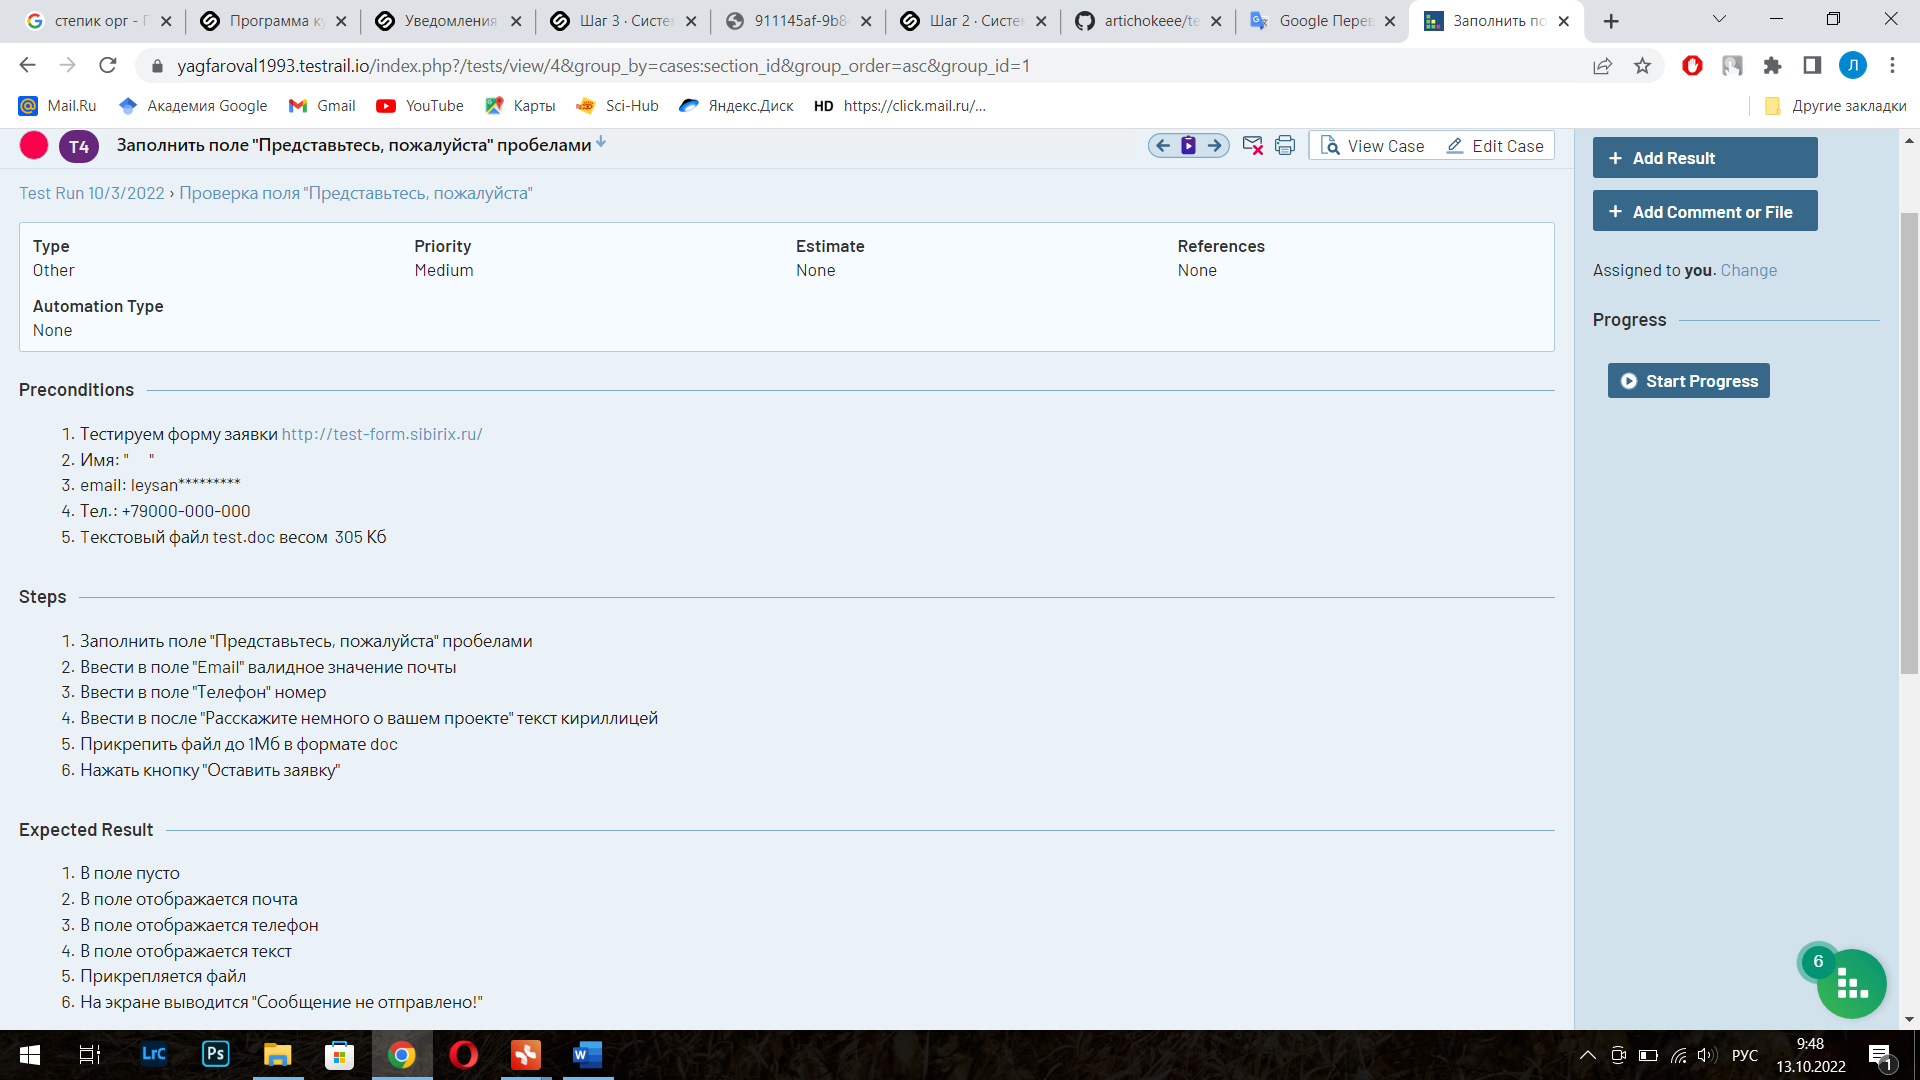 степик орг - П
Программа ку
Уведомления
Шаг 3 · Систем
911145af-9b84
Шаг 2 · Систем
artichokeee/te
Google Перев
Заполнить по
yagfaroval1993.testrail.io/index.php?/tests/view/4&group_by=cases:section_id&group_order=asc&group_id=1
Л
Mail.Ru
Академия Google
Gmail
YouTube
Карты
Sci-Hub
Яндекс.Диск
HD https://click.mail.ru/...
Другие закладки
T4 Заполнить поле "Представьтесь, пожалуйста" пробелами
View Case
Edit Case
+ Add Result
Test Run 10/3/2022 › Проверка поля "Представьтесь, пожалуйста"
+ Add Comment or File
Type Priority Estimate References
Other Medium None None
Assigned to you. Change
Automation Type
None
Progress
Start Progress
Preconditions
1. Тестируем форму заявки http://test-form.sibirix.ru/
2. Имя: "     "
3. email: leysan*********
4. Тел.: +79000-000-000
5. Текстовый файл test.doc весом  305 Кб
Steps
1. Заполнить поле "Представьтесь, пожалуйста" пробелами
2. Ввести в поле "Email" валидное значение почты
3. Ввести в поле "Телефон" номер
4. Ввести в после "Расскажите немного о вашем проекте" текст кириллицей
5. Прикрепить файл до 1Мб в формате doc
6. Нажать кнопку "Оставить заявку"
Expected Result
1. В поле пусто
2. В поле отображается почта
3. В поле отображается телефон
4. В поле отображается текст
5. Прикрепляется файл
6. На экране выводится "Сообщение не отправлено!"
6
LrC
Ps
W
РУС
9:48
13.10.2022
1